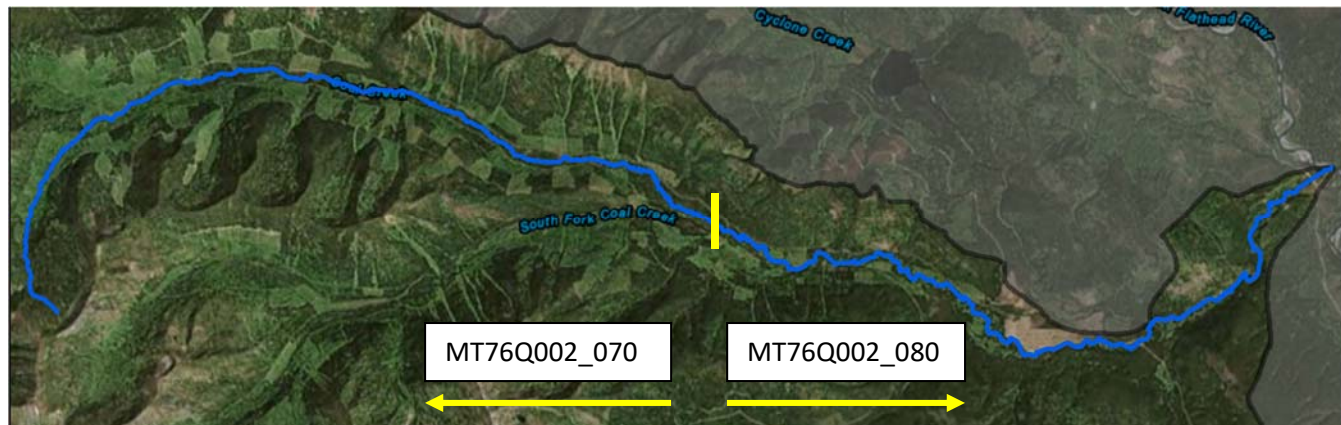 Cyclone Creek
Flathead River
Coal Creek
South Fork Coal Creek
MT76Q002_070
MT76Q002_080